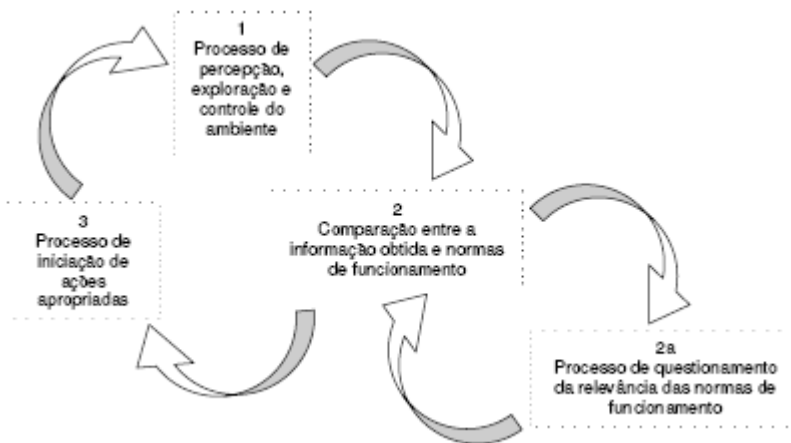 1
Processo de
percepção,
exploração e
controle do
ambiente
2
Comparação entre a
informação obtida e normas
de funcionamento
3
Processo de
iniciação de
ações
apropriadas
2a
Processo de questionamento
da relevância das normas de
funcionamento